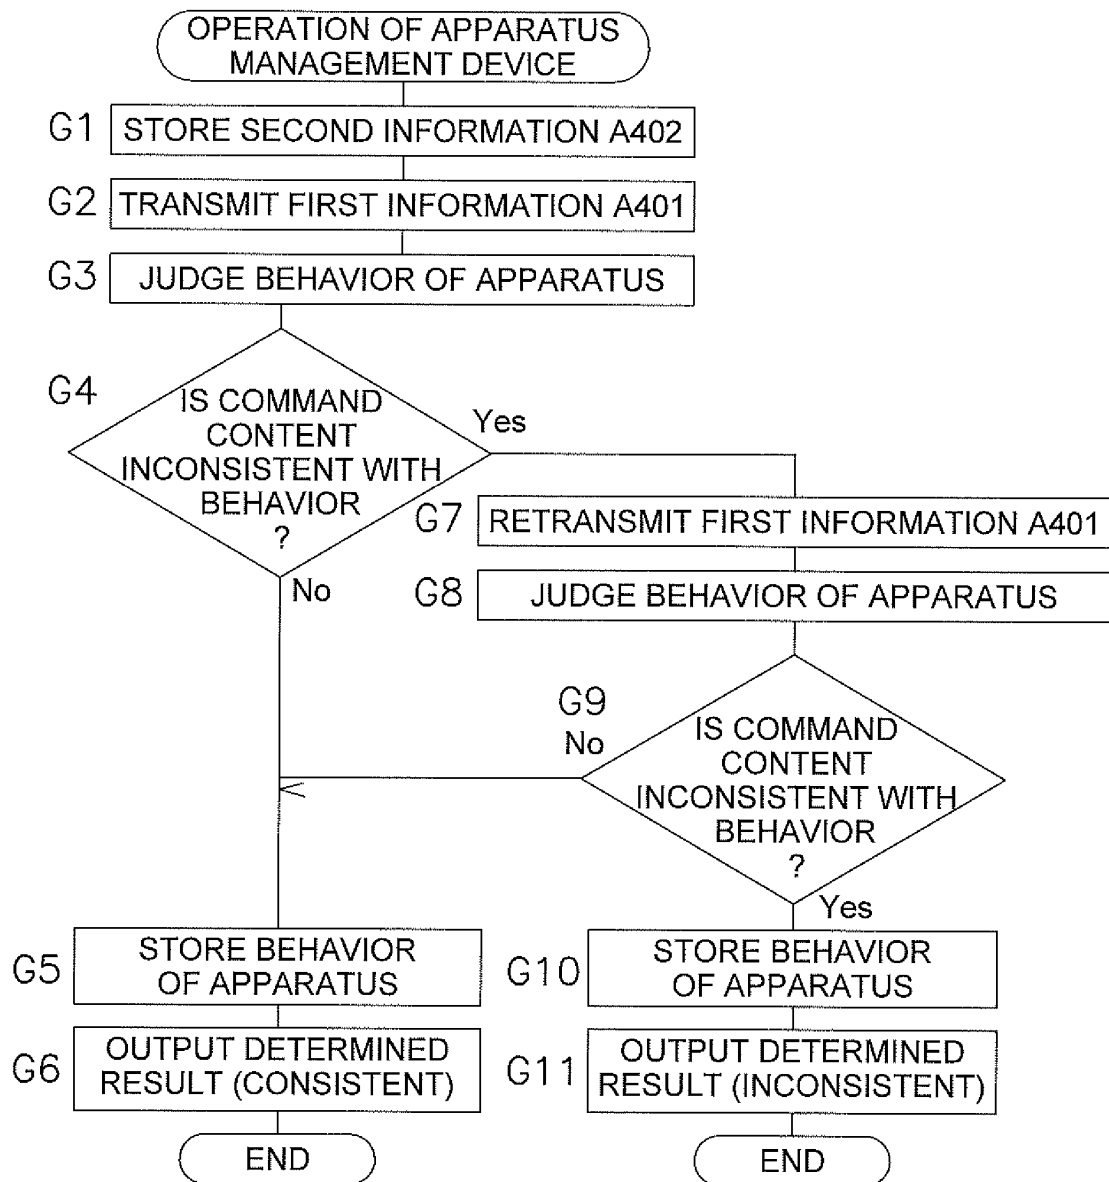 OPERATION OF APPARATUS
MANAGEMENT DEVICE
G1 STORE SECOND INFORMATION A402
G2 TRANSMIT FIRST INFORMATION A401
G3 JUDGE BEHAVIOR OF APPARATUS
G4
IS COMMAND
CONTENT
INCONSISTENT WITH
BEHAVIOR
?
Yes
No
G7 RETRANSMIT FIRST INFORMATION A401
G8 JUDGE BEHAVIOR OF APPARATUS
G9
No
IS COMMAND
CONTENT
INCONSISTENT WITH
BEHAVIOR
?
Yes
G5
STORE BEHAVIOR
OF APPARATUS
G6
OUTPUT DETERMINED
RESULT (CONSISTENT)
END
G10
STORE BEHAVIOR
OF APPARATUS
G11
OUTPUT DETERMINED
RESULT (INCONSISTENT)
END